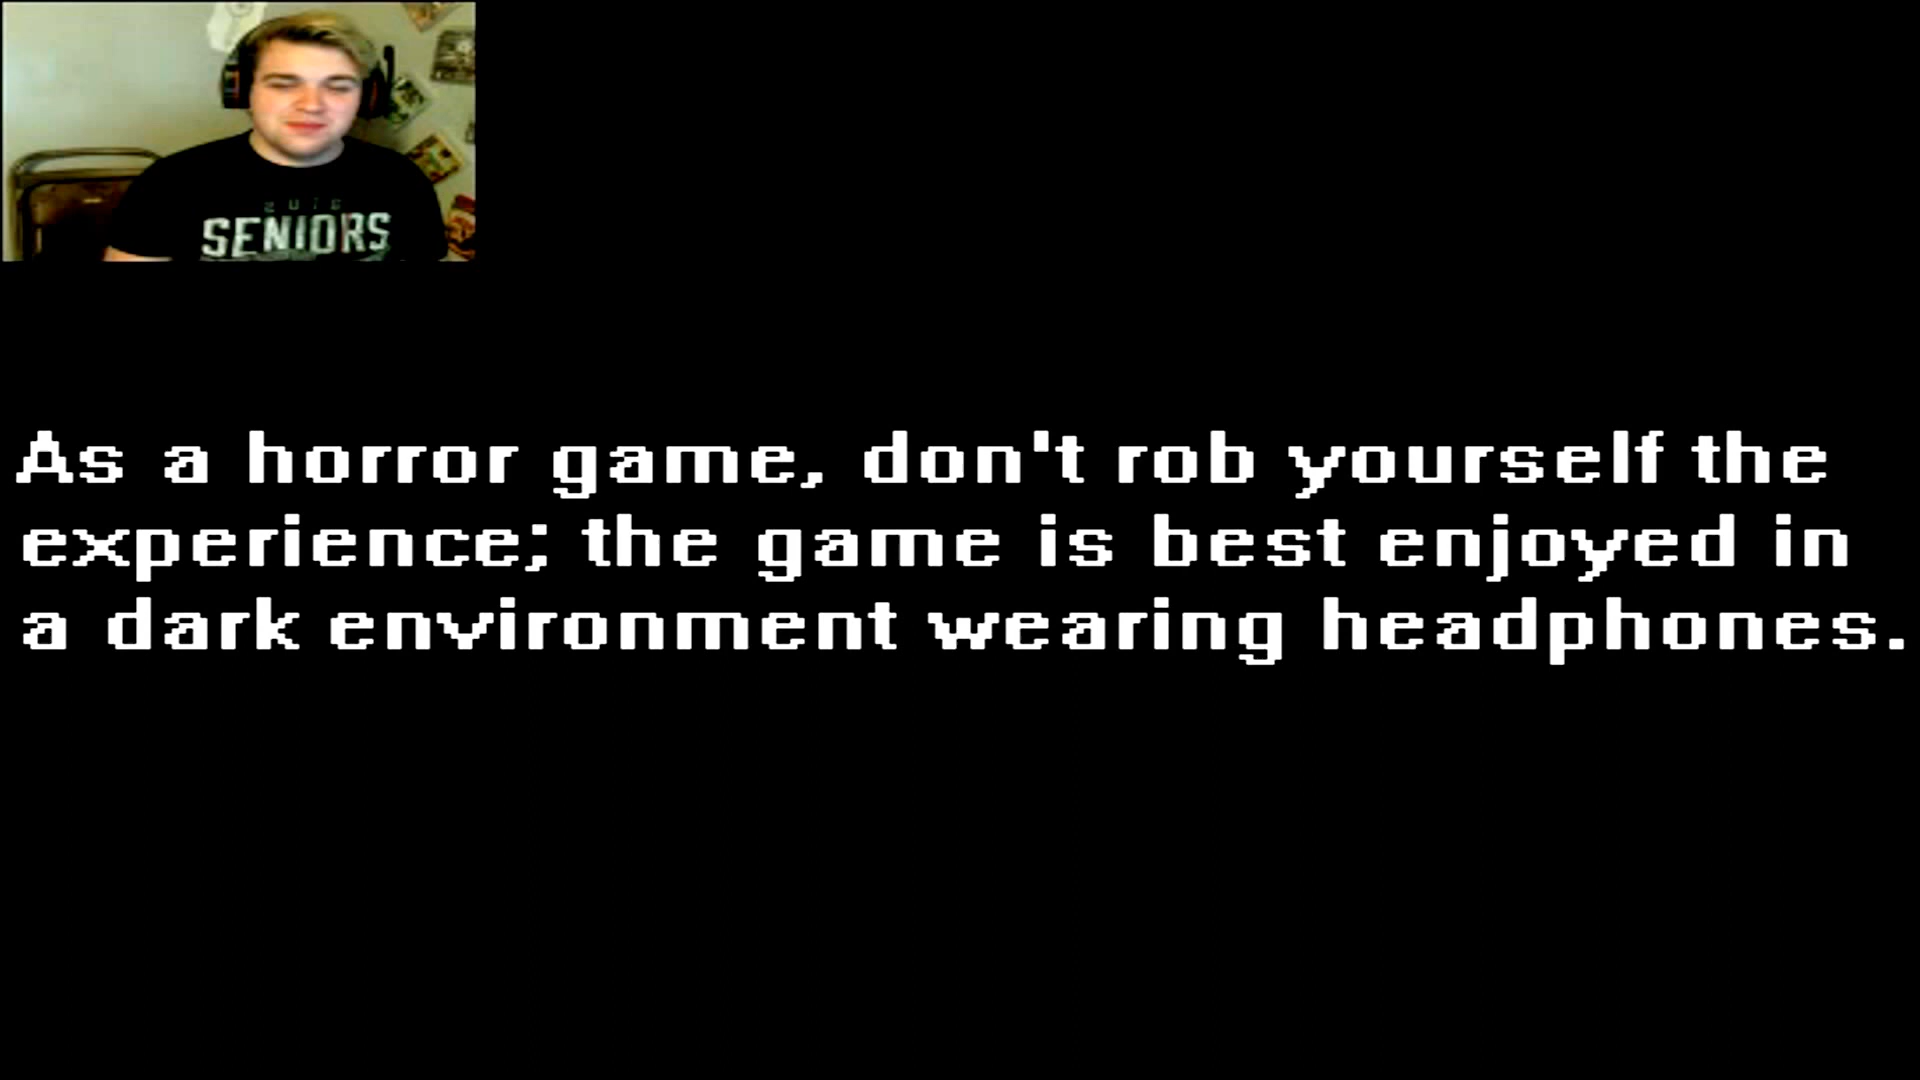 2016
SENIORS
As a horror game, don't rob yourself the
experience; the game is best enjoyed in
a dark environment wearing headphones.